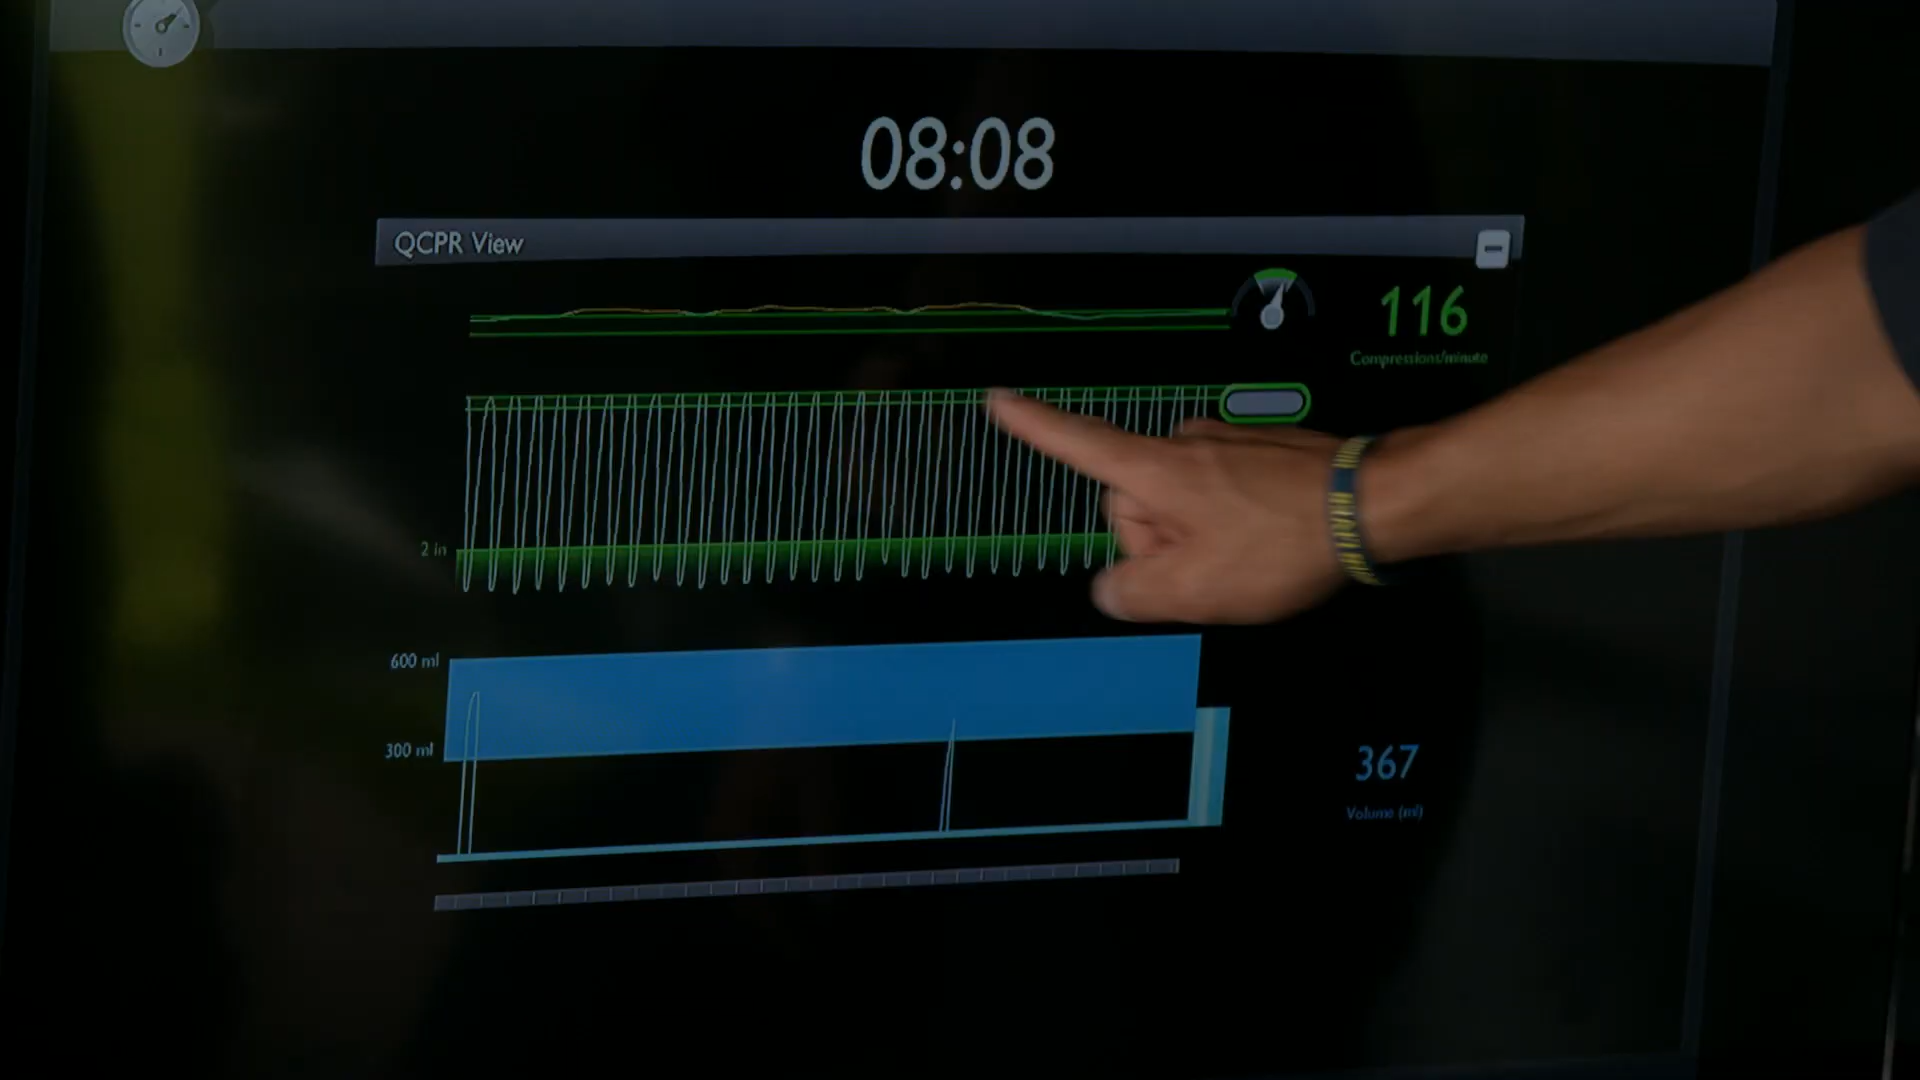 08:08
QCPR View
116
Compressions/minute
2 in
600 ml
300 ml
367
Volume (ml)